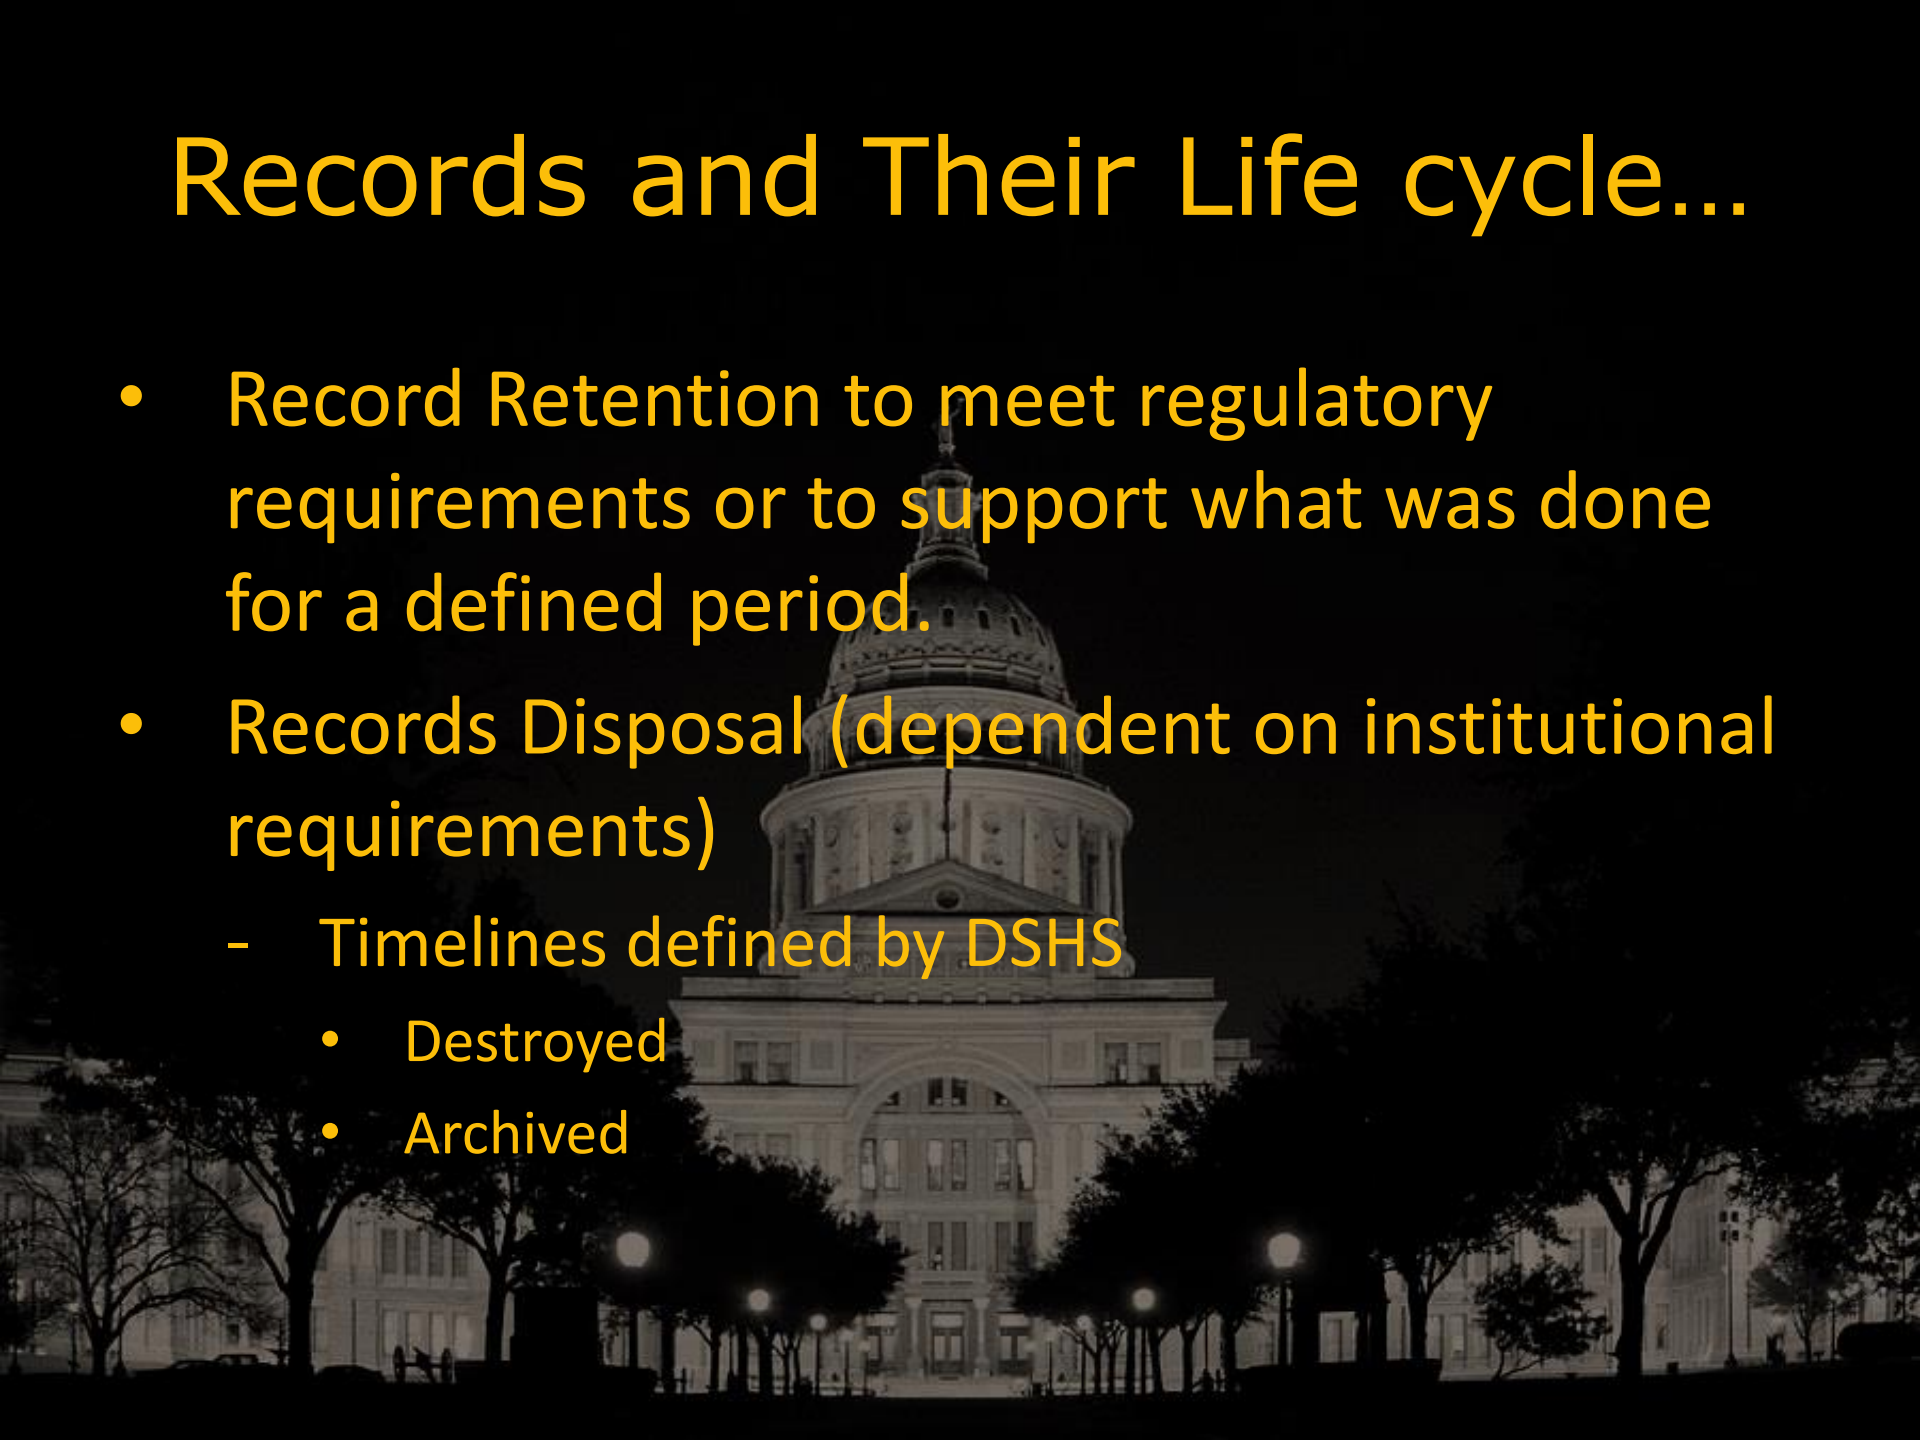 Records and Their Life cycle…
• Record Retention to meet regulatory
requirements or to support what was done
for a defined period.
• Records Disposal (dependent on institutional
requirements)
- Timelines defined by DSHS
• Destroyed
• Archived